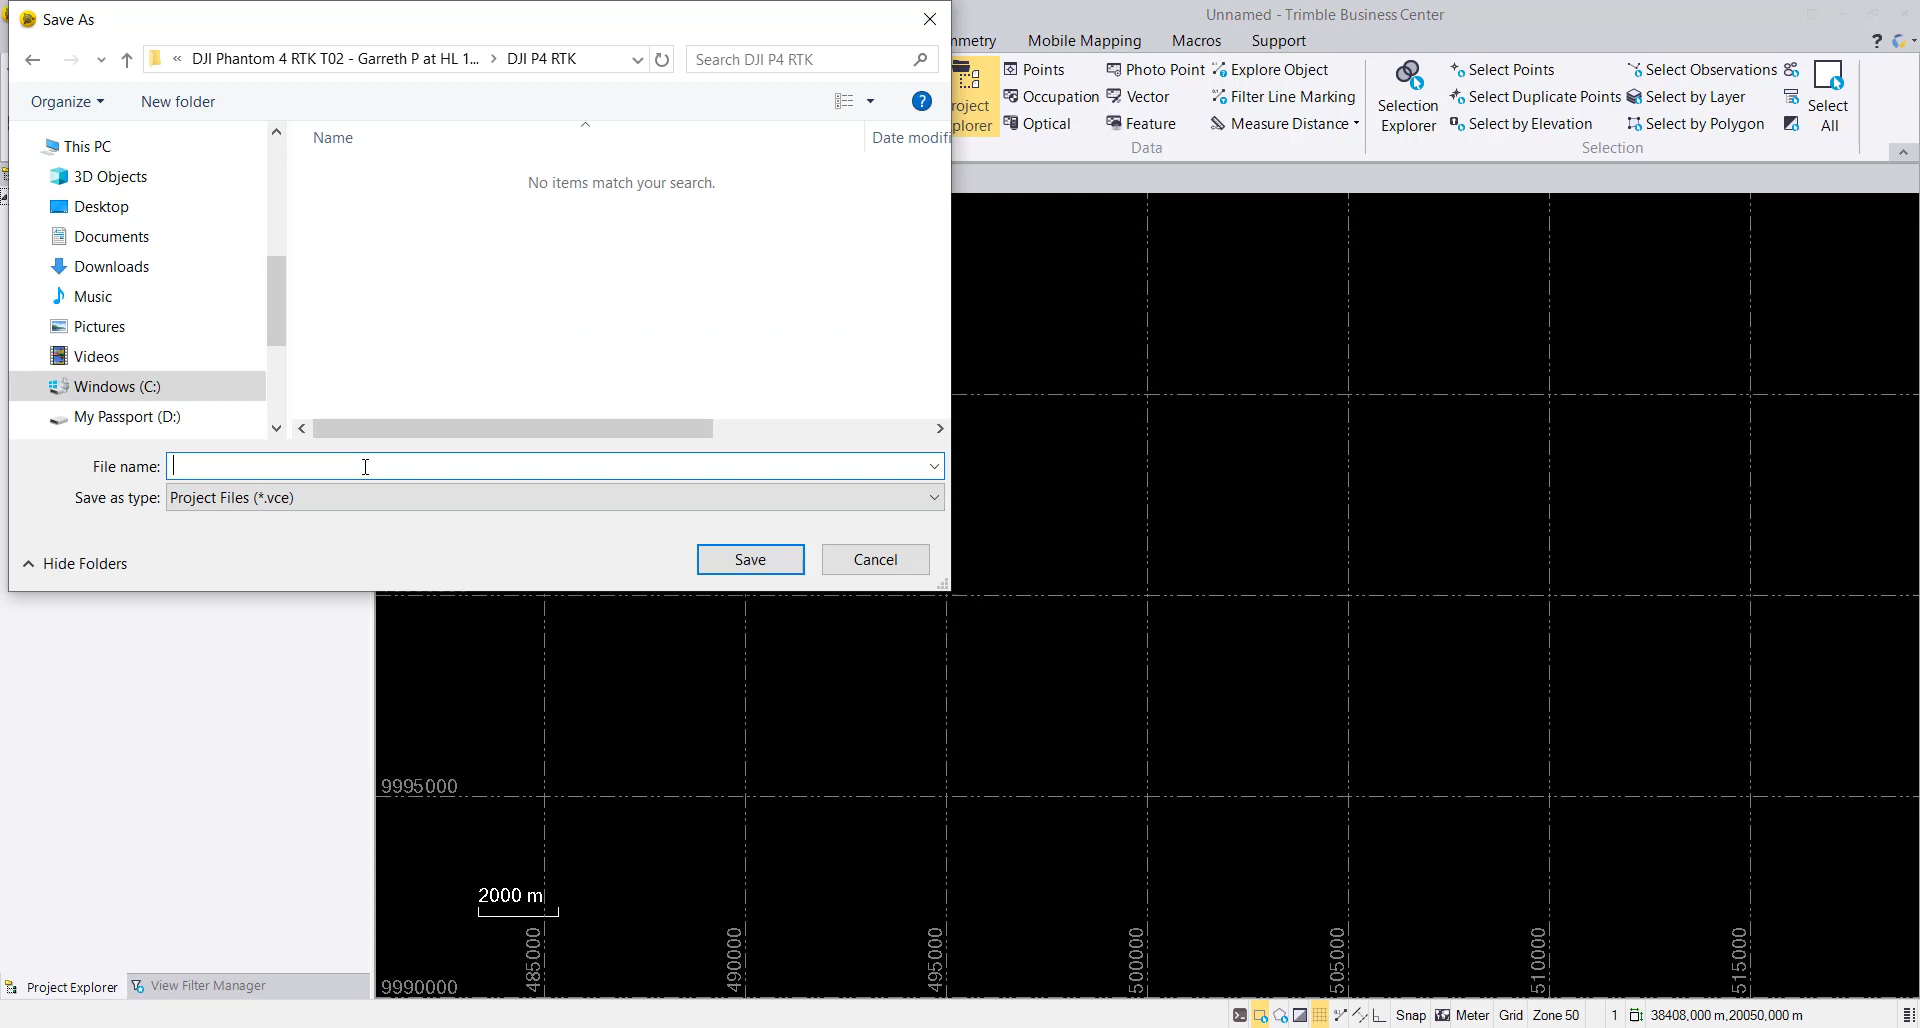 Save As
Unnamed - Trimble Business Center
« DJI Phantom 4 RTK T02 - Garreth P at HL 1... > DJI P4 RTK
Search DJI P4 RTK
Mobile Mapping
Macros
Support
Organize
New folder
Points
Photo Point
Explore Object
Occupation
Vector
Filter Line Marking
Optical
Feature
Measure Distance
Data
Selection Explorer
Select Points
Select Observations
Select Duplicate Points
Select by Layer
Select by Elevation
Select by Polygon
Select All
Selection
This PC
3D Objects
Desktop
Documents
Downloads
Music
Pictures
Videos
Windows (C:)
My Passport (D:)
Name
Date modifi
No items match your search.
File name:
Save as type:
Project Files (*.vce)
Hide Folders
Save
Cancel
9995000
2000 m
9990000
485000
490000
495000
500000
505000
510000
515000
Project Explorer
View Filter Manager
Snap
Meter
Grid
Zone 50
1
38408,000 m,20050,000 m